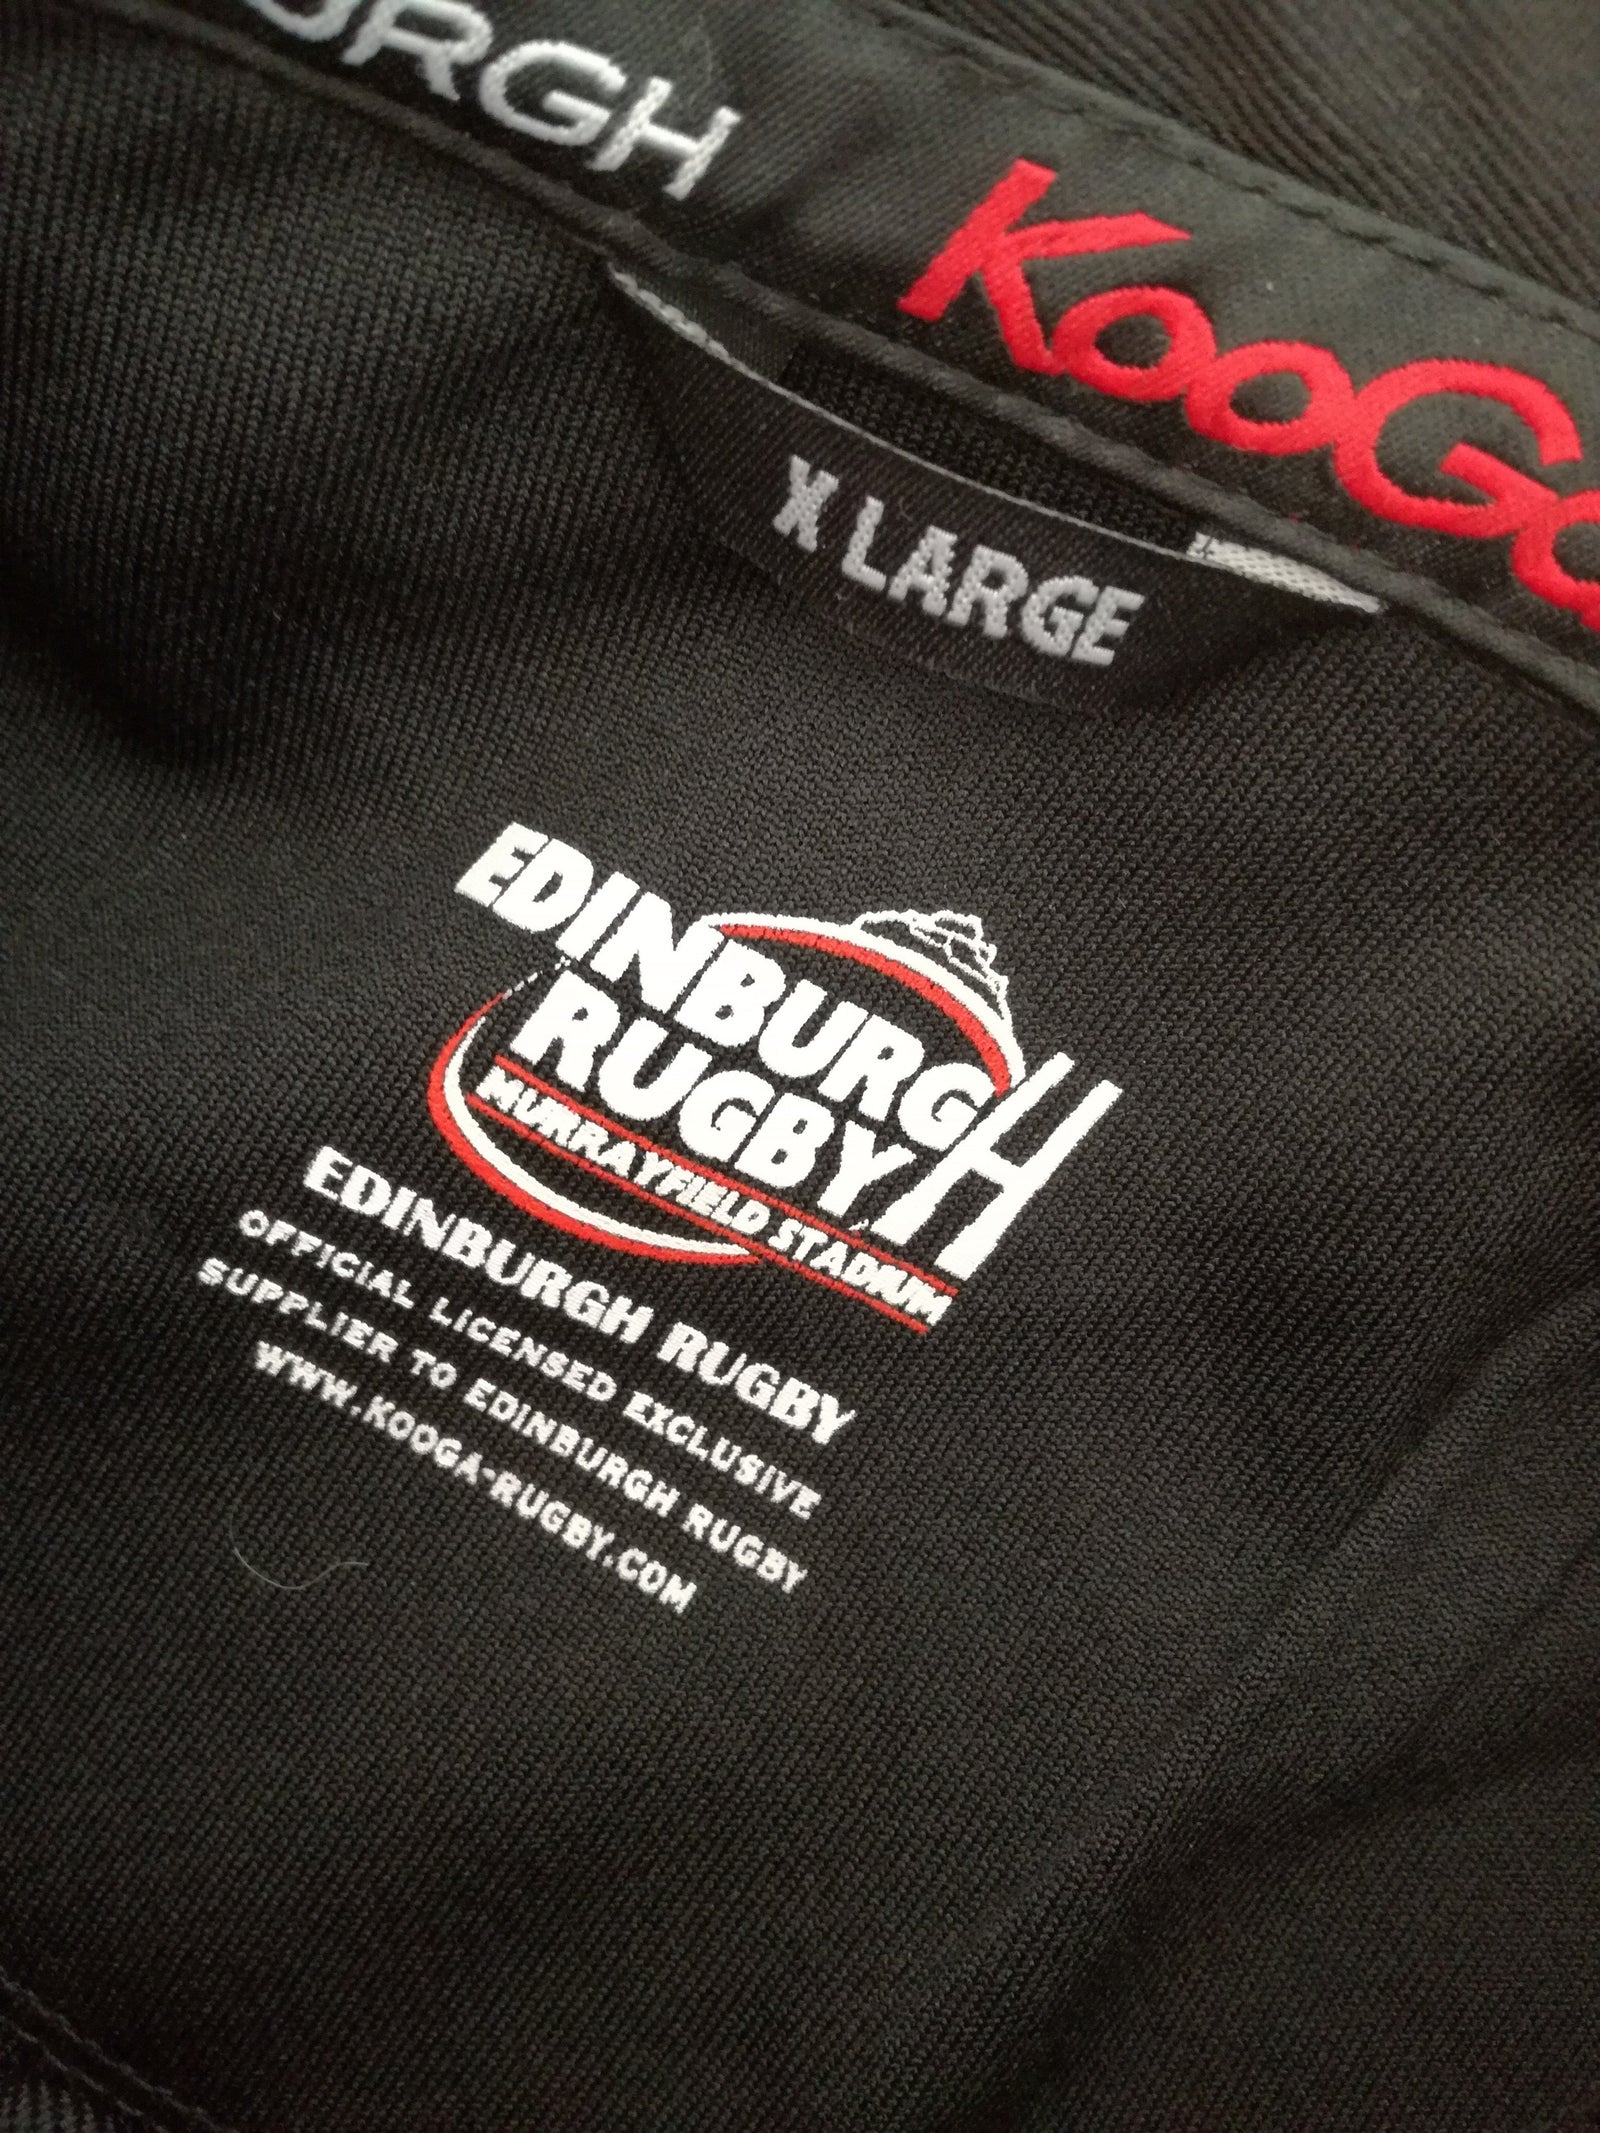 URGH KooGa
X LARGE
EDINBURGH
RUGBY
MURRAYFIELD STADIUM
EDINBURGH RUGBY
OFFICIAL LICENSED EXCLUSIVE
SUPPLIER TO EDINBURGH RUGBY
WWW.KOOGA-RUGBY.COM